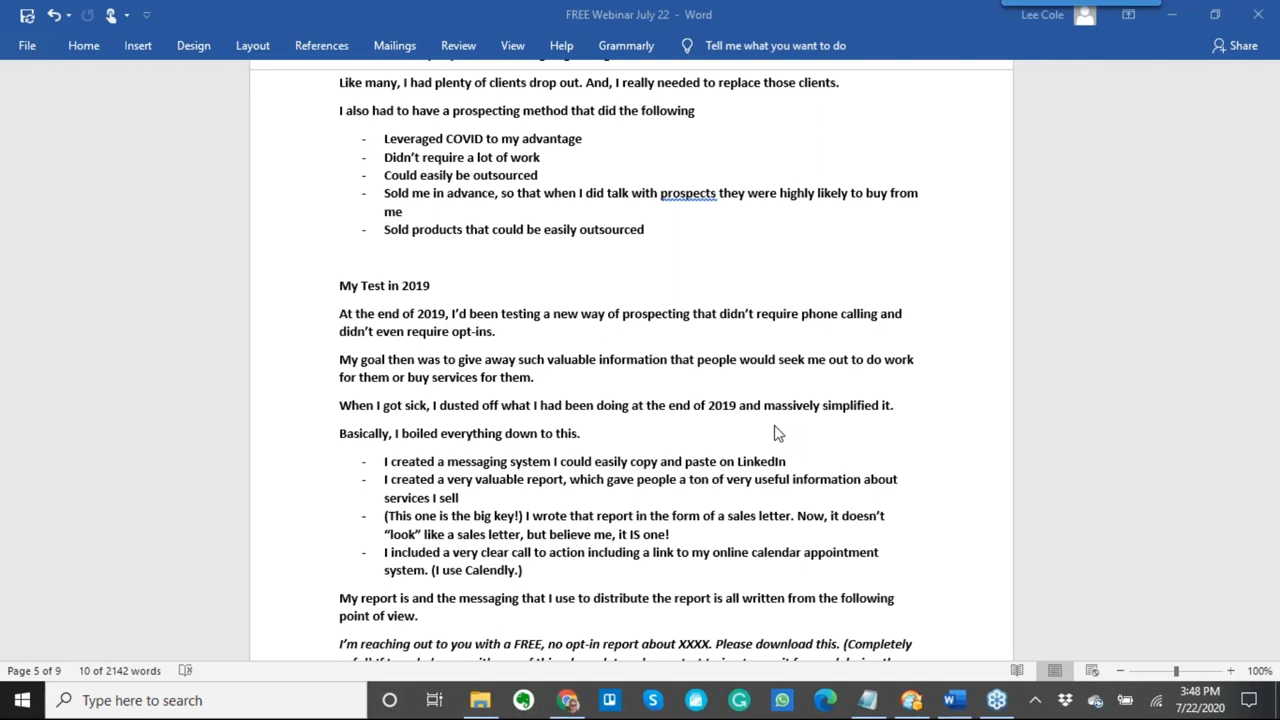 FREE Webinar July 22 - Word
Lee Cole
File Home Insert Design Layout References Mailings Review View Help Grammarly Tell me what you want to do Share
Like many, I had plenty of clients drop out. And, I really needed to replace those clients.
I also had to have a prospecting method that did the following
- Leveraged COVID to my advantage
- Didn’t require a lot of work
- Could easily be outsourced
- Sold me in advance, so that when I did talk with prospects they were highly likely to buy from
me
- Sold products that could be easily outsourced
My Test in 2019
At the end of 2019, I’d been testing a new way of prospecting that didn’t require phone calling and
didn’t even require opt-ins.
My goal then was to give away such valuable information that people would seek me out to do work
for them or buy services for them.
When I got sick, I dusted off what I had been doing at the end of 2019 and massively simplified it.
Basically, I boiled everything down to this.
- I created a messaging system I could easily copy and paste on LinkedIn
- I created a very valuable report, which gave people a ton of very useful information about
services I sell
- (This one is the big key!) I wrote that report in the form of a sales letter. Now, it doesn’t
“look” like a sales letter, but believe me, it IS one!
- I included a very clear call to action including a link to my online calendar appointment
system. (I use Calendly.)
My report is and the messaging that I use to distribute the report is all written from the following
point of view.
I’m reaching out to you with a FREE, no opt-in report about XXXX. Please download this. (Completely
Page 5 of 9 10 of 2142 words 100%
Type here to search
3:48 PM
7/22/2020